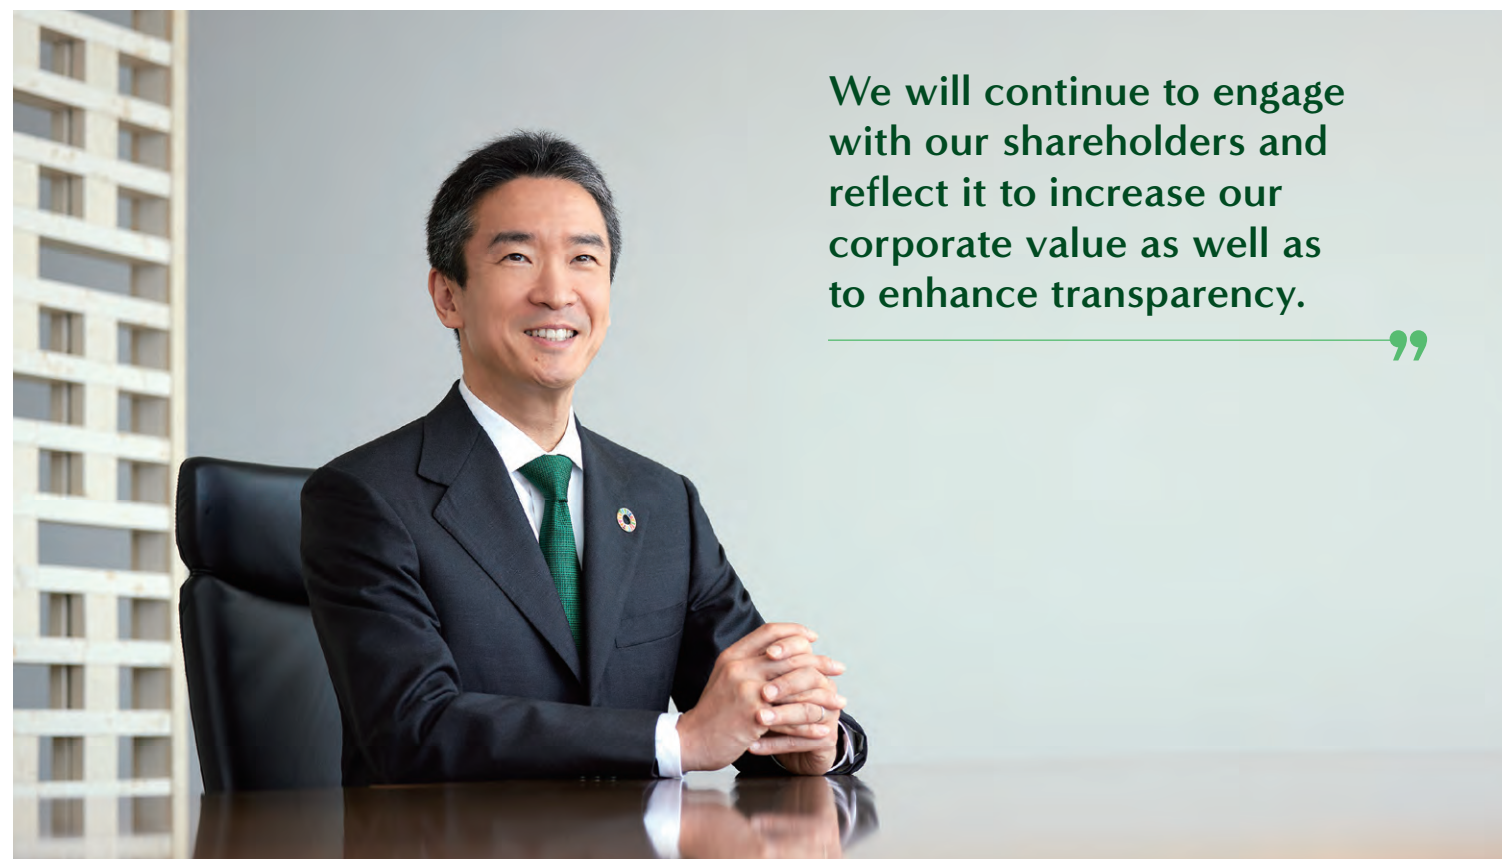 We will continue to engage
with our shareholders and
reflect it to increase our
corporate value as well as
to enhance transparency.
”